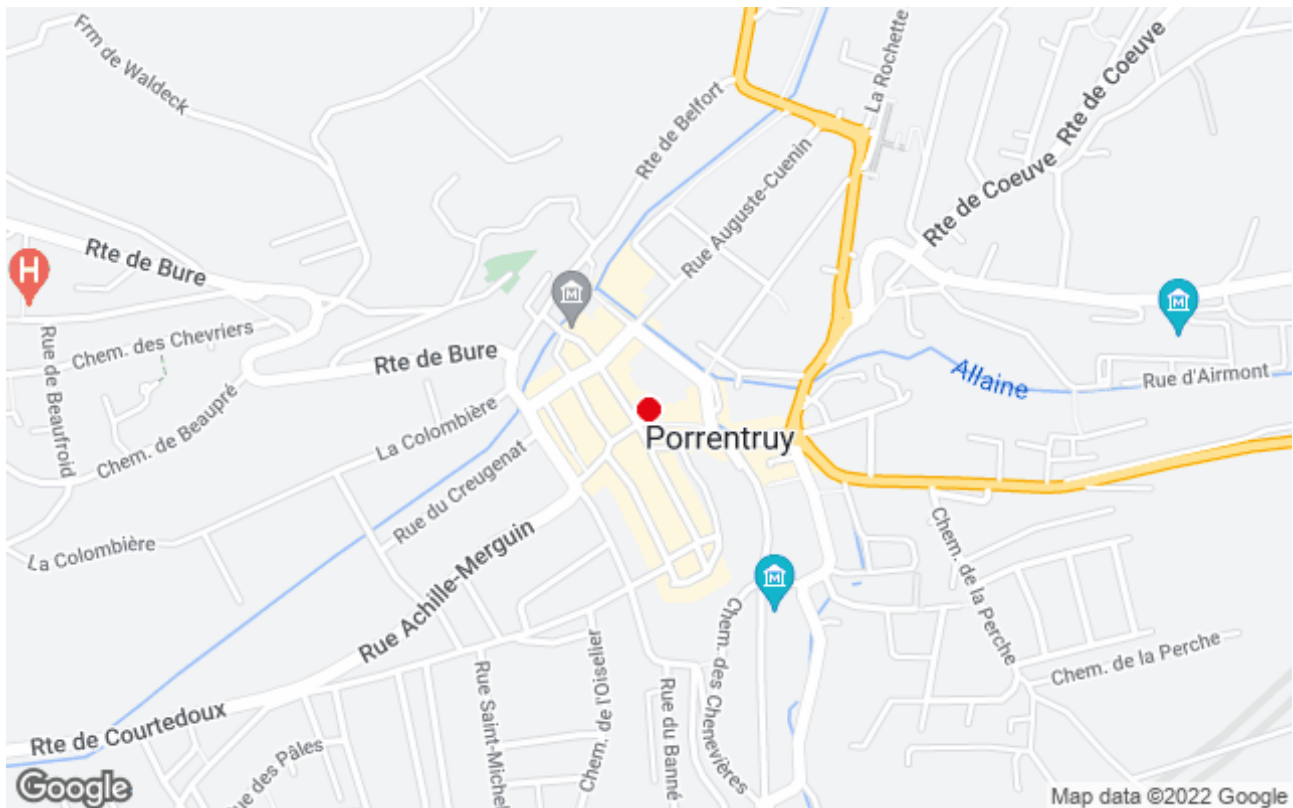 Frm de Waldeck
Rte de Belfort
La Rochette
Rte de Coeuve
Rte de Coeuve
Rue Auguste-Cuenin
Rte de Bure
H
Rue de Beaufroid
Chem. des Chevriers
M
M
Rte de Bure
Allaine
Rue d'Airmont
Chem. de Beaupré
La Colombière
Porrentruy
Rue du Creugenat
La Colombière
Rue Achille-Merguin
Chem. de la Perche
M
Chem. des Chenevières
Chem. de la Perche
Rue Saint-Michel
Chem. de l'Oiselier
Rue du Banné
Rte de Courtedoux
Rue des Pâles
Google
Map data ©2022 Google